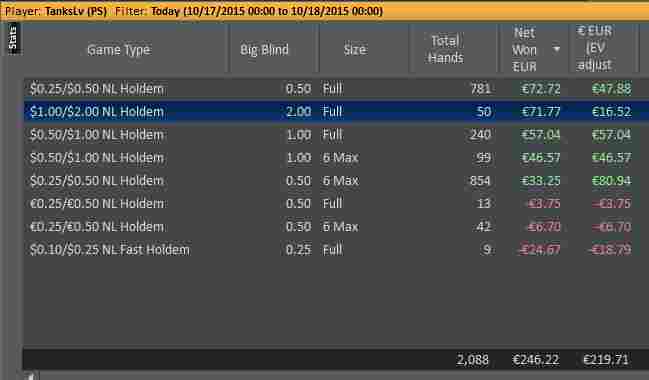 Player: TanksLv (PS) Filter: Today (10/17/2015 00:00 to 10/18/2015 00:00)
Stats
Game Type Big Blind Size Total Hands Net Won EUR € EUR (EV adjust
$0.25/$0.50 NL Holdem 0.50 Full 781 €72.72 €47.88
$1.00/$2.00 NL Holdem 2.00 Full 50 €71.77 €16.52
$0.50/$1.00 NL Holdem 1.00 Full 240 €57.04 €57.04
$0.50/$1.00 NL Holdem 1.00 6 Max 99 €46.57 €46.57
$0.25/$0.50 NL Holdem 0.50 6 Max 854 €33.25 €80.94
€0.25/€0.50 NL Holdem 0.50 Full 13 -€3.75 -€3.75
€0.25/€0.50 NL Holdem 0.50 6 Max 42 -€6.70 -€6.70
$0.10/$0.25 NL Fast Holdem 0.25 Full 9 -€24.67 -€18.79
2,088 €246.22 €219.71